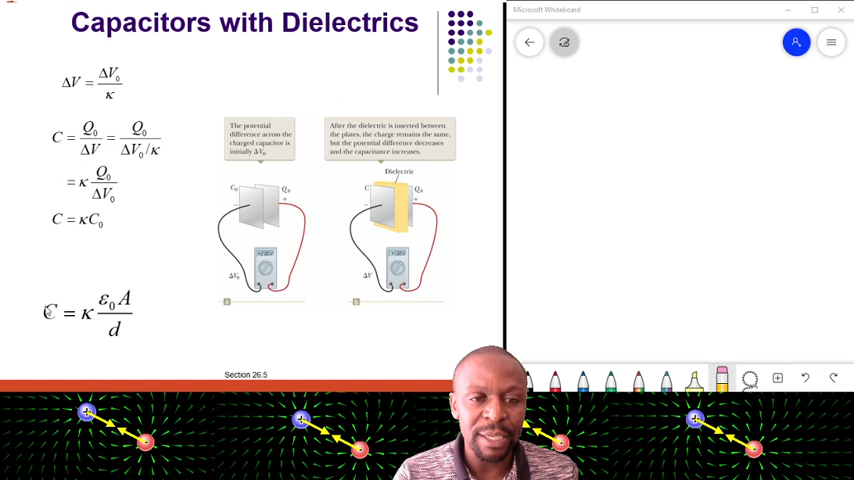 Capacitors with Dielectrics
ΔV = ΔV₀ / κ
C = Q₀ / ΔV = Q₀ / ΔV₀/κ
= κ Q₀ / ΔV₀
C = κC₀
C = κ ε₀A / d
The potential
difference across the
charged capacitor is
initially ΔV₀.
After the dielectric is inserted between
the plates, the charge remains the same,
but the potential difference decreases
and the capacitance increases.
Dielectric
C₀
Q₀
−
+
ΔV₀
a
C
Q₀
−
+
ΔV
b
Section 26.5
Microsoft Whiteboard